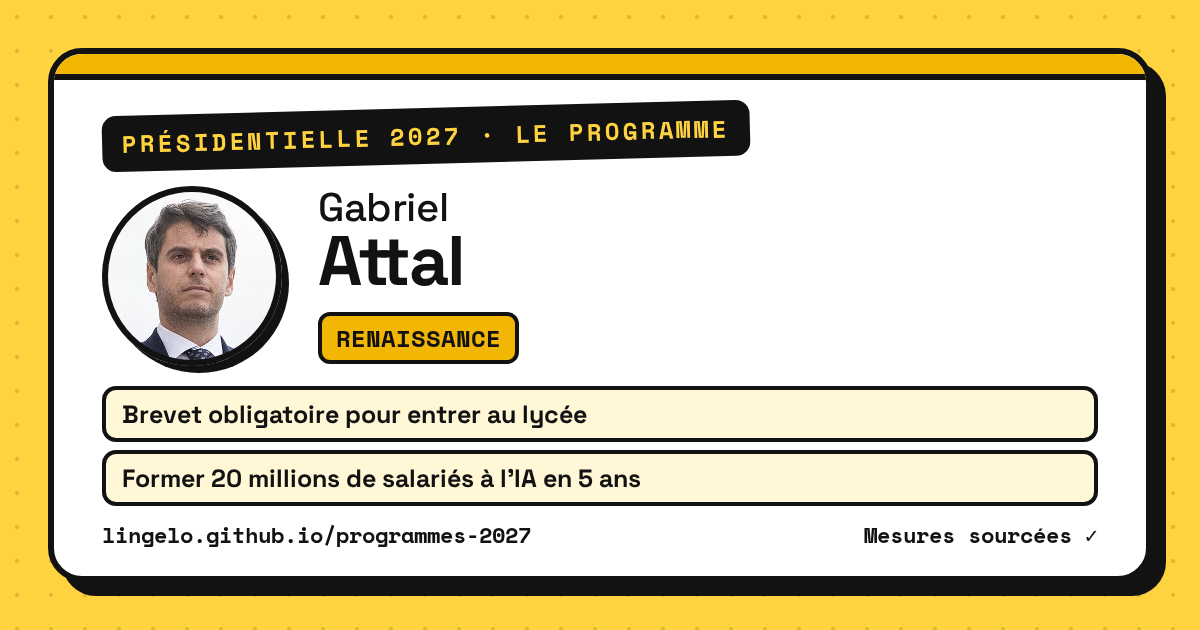 PRÉSIDENTIELLE 2027 · LE PROGRAMME
Gabriel
Attal
RENAISSANCE
Brevet obligatoire pour entrer au lycée
Former 20 millions de salariés à l’IA en 5 ans
lingelo.github.io/programmes-2027
Mesures sourcées ✓